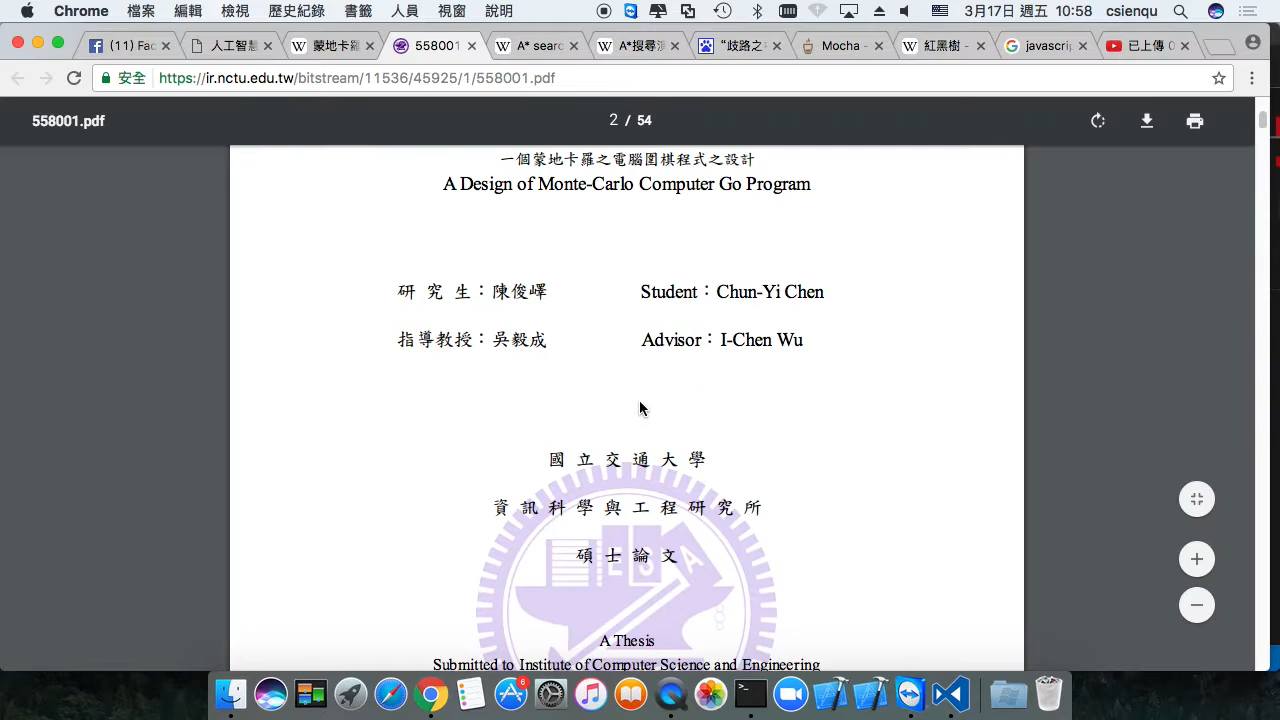 Chrome 檔案 編輯 檢視 歷史紀錄 書籤 人員 視窗 說明 3月17日 週五 10:58 csienqu
(11) Fac 人工智慧 蒙地卡羅 558001. A* sear A*搜尋演 “歧路之 Mocha - 紅黑樹 - javascrip 已上傳 (
安全 https://ir.nctu.edu.tw/bitstream/11536/45925/1/558001.pdf
558001.pdf 2 / 54
一個蒙地卡羅之電腦圍棋程式之設計
A Design of Monte-Carlo Computer Go Program
研 究 生：陳俊嶧 Student：Chun-Yi Chen
指導教授：吳毅成 Advisor：I-Chen Wu
國 立 交 通 大 學
資 訊 科 學 與 工 程 研 究 所
碩 士 論 文
E S A
A Thesis
Submitted to Institute of Computer Science and Engineering
6